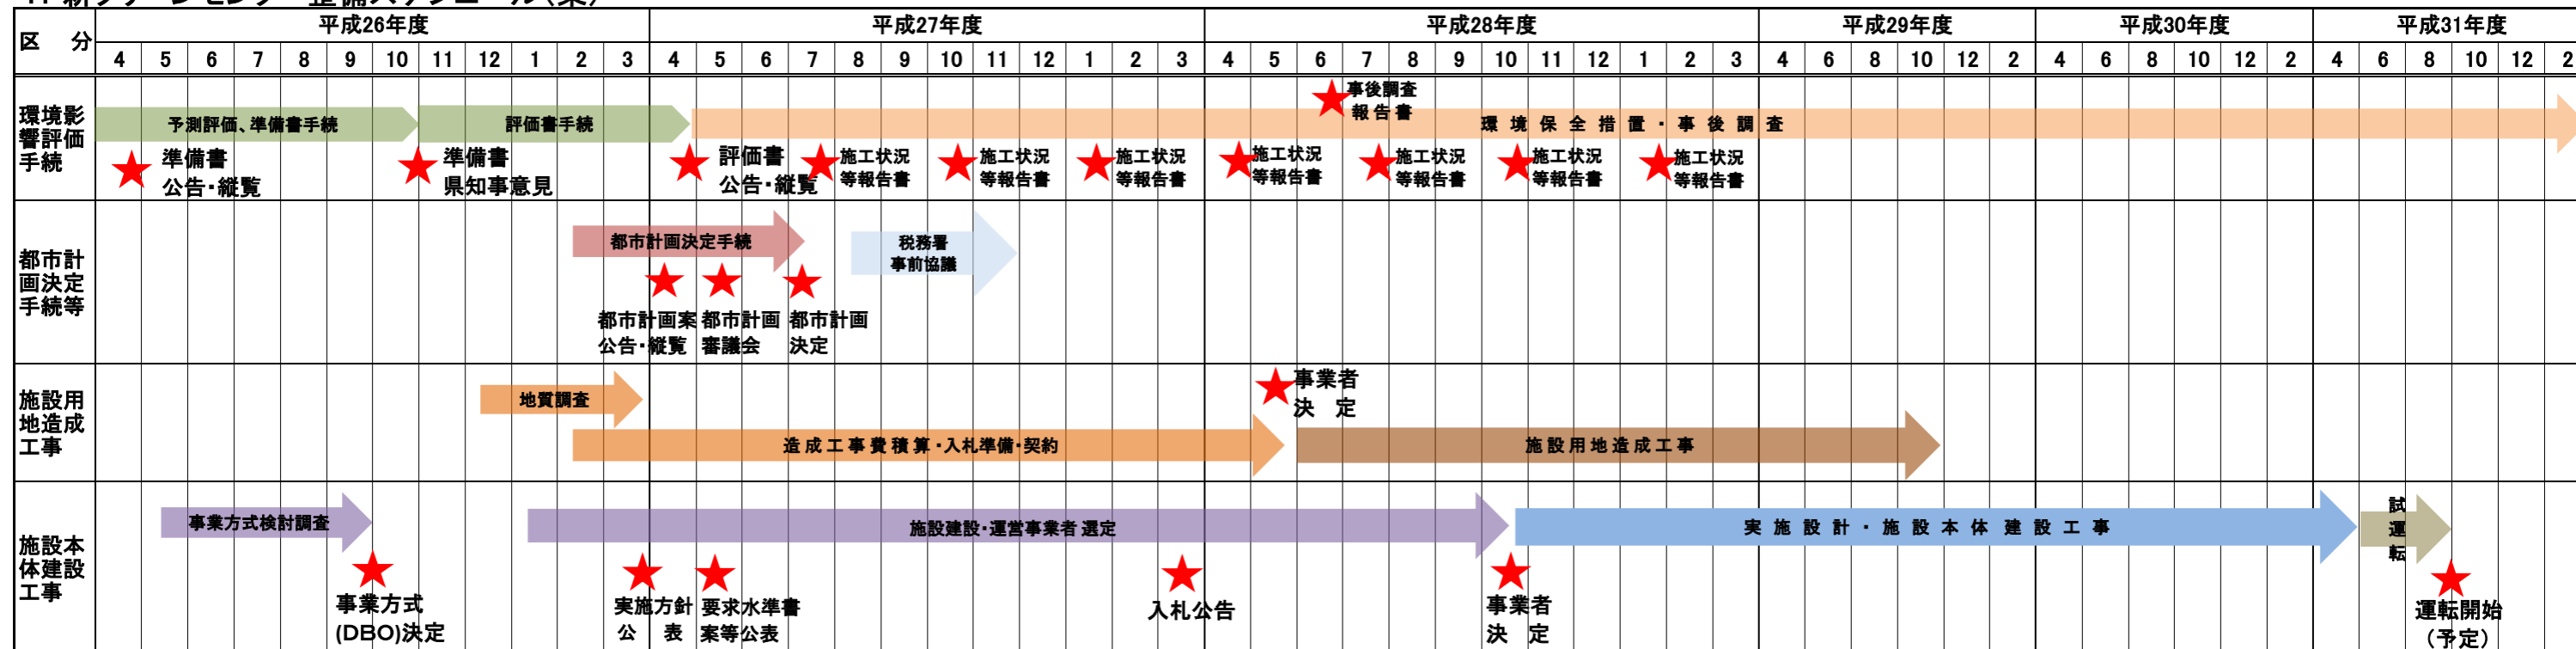 新クリーンセンター整備スケジュール(案)
区　分
平成26年度 平成27年度 平成28年度 平成29年度 平成30年度 平成31年度
4 5 6 7 8 9 10 11 12 1 2 3 4 5 6 7 8 9 10 11 12 1 2 3 4 5 6 7 8 9 10 11 12 1 2 3 4 6 8 10 12 2 4 6 8 10 12 2 4 6 8 10 12 2
環境影
響評価
手続
予測評価、準備書手続
評価書手続
環境保全措置・事後調査
事後調査
報告書
準備書
公告・縦覧
準備書
県知事意見
評価書
公告・縦覧
施工状況
等報告書
施工状況
等報告書
施工状況
等報告書
施工状況
等報告書
施工状況
等報告書
施工状況
等報告書
施工状況
等報告書
都市計
画決定
手続等
都市計画決定手続
税務署
事前協議
都市計画案
公告・縦覧
都市計画
審議会
都市計画
決定
施設用
地造成
工事
地質調査
造成工事費積算・入札準備・契約
事業者
決　定
施設用地造成工事
施設本
体建設
工事
事業方式検討調査
施設建設・運営事業者選定
実施設計・施設本体建設工事
試
運
転
事業方式
(DBO)決定
実施方針
公　表
要求水準書
案等公表
入札公告
事業者
決　定
運転開始
（予定）